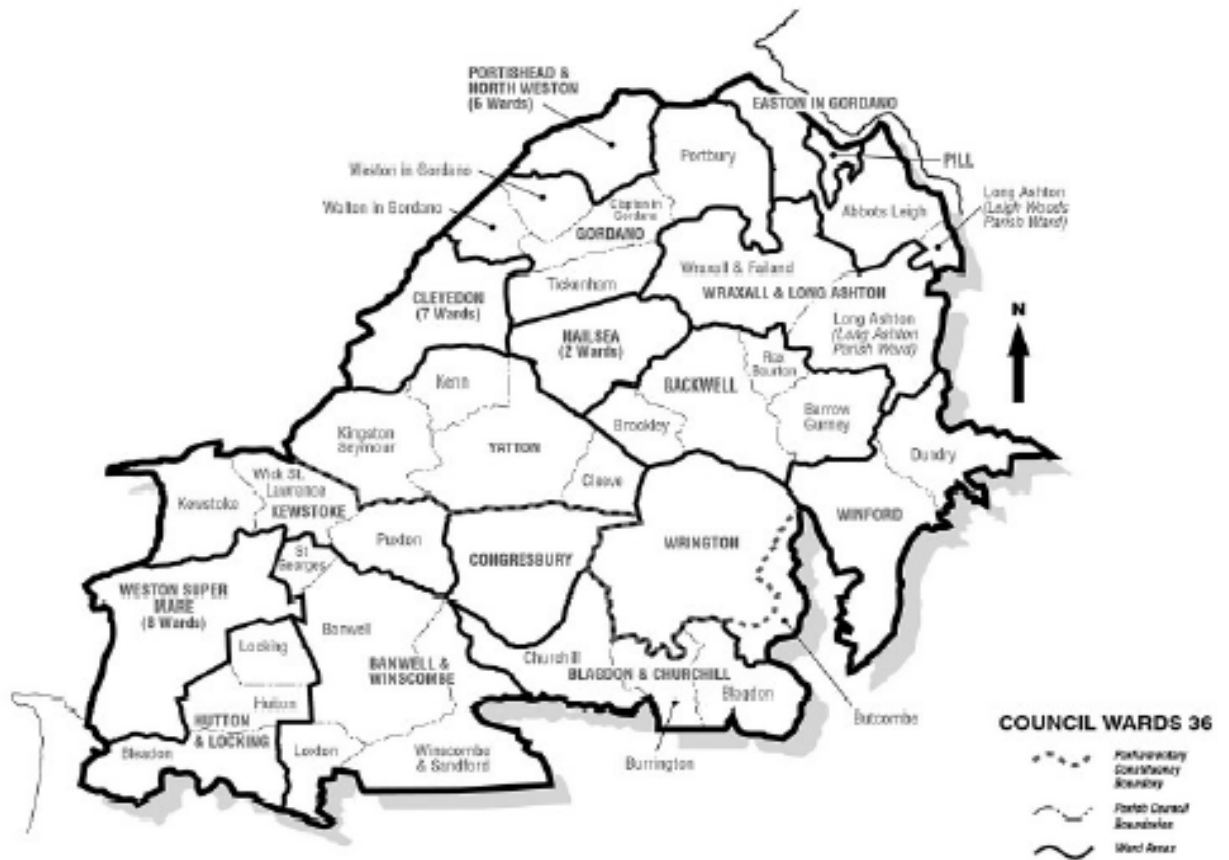 PORTISHEAD &
NORTH WESTON
(6 Wards)
EASTON IN GORDANO
Portbury
PILL
Weston in Gordano
Walton in Gordano
Clapton in
Gordano
GORDANO
Abbots Leigh
Long Ashton
(Leigh Woods
Parish Ward)
Tickenham
Wraxall & Failand
WRAXALL & LONG ASHTON
CLEVEDON
(7 Wards)
NAILSEA
(2 Wards)
Long Ashton
(Long Ashton
Parish Ward)
N
Kenn
BACKWELL
Flax
Bourton
Barrow
Gurney
Brockley
Kingston
Seymour
YATTON
Cleeve
Dundry
Kewstoke
Wick St.
Lawrance
KEWSTOKE
Puxton
CONGRESBURY
WRINGTON
WINFORD
St
Georges
WESTON SUPER
MARE
(8 Wards)
Banwell
Locking
BANWELL &
WINSCOMBE
Churchill
BLAGDON & CHURCHILL
Blagdon
Hutton
HUTTON
& LOCKING
Bleadon
Loxton
Winscombe
& Sandford
Burrington
Butcombe
COUNCIL WARDS 36
Parliamentary
Constituency
Boundary
Parish Council
Boundaries
Ward Areas